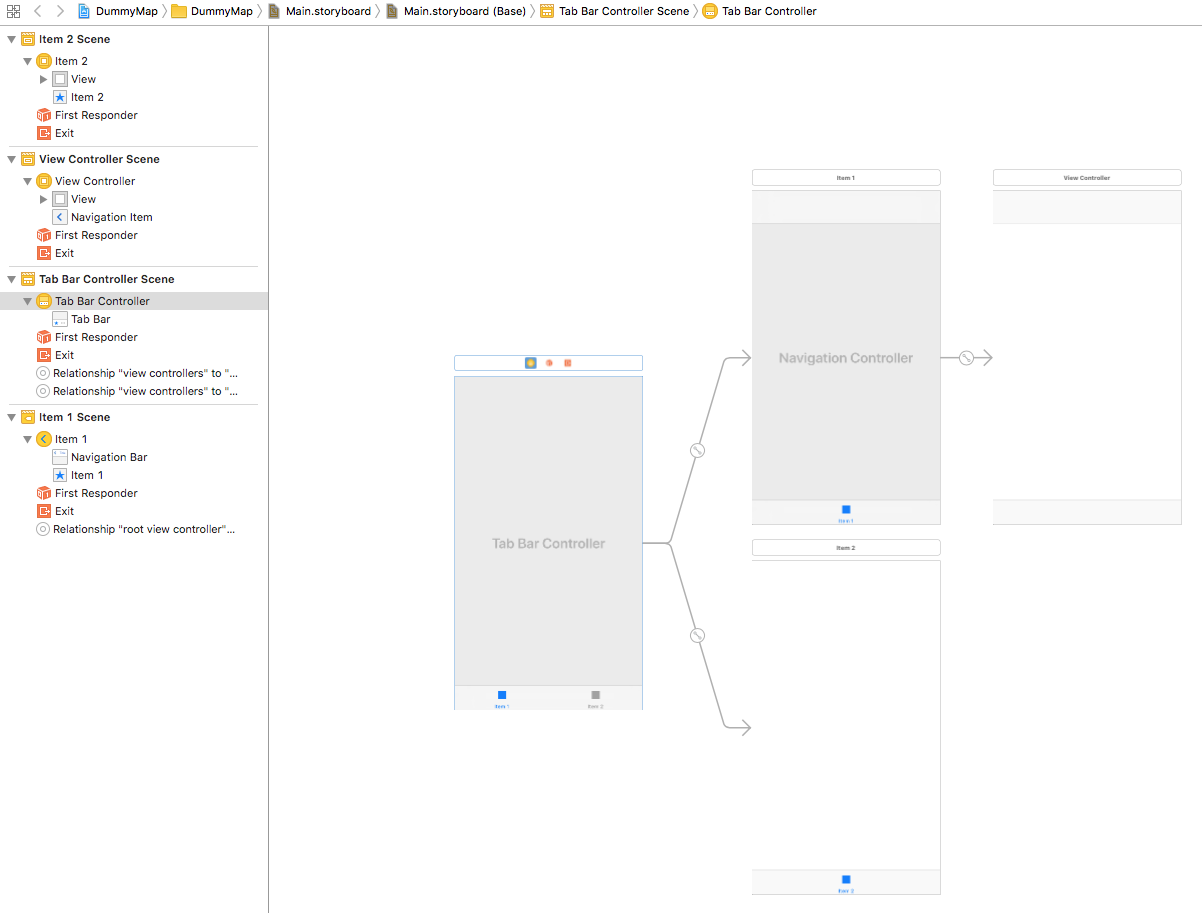 DummyMap DummyMap Main.storyboard Main.storyboard (Base) Tab Bar Controller Scene Tab Bar Controller
Item 2 Scene
Item 2
View
Item 2
First Responder
Exit
View Controller Scene
View Controller
View
Navigation Item
First Responder
Exit
Tab Bar Controller Scene
Tab Bar Controller
Tab Bar
First Responder
Exit
Relationship "view controllers" to "...
Relationship "view controllers" to "...
Item 1 Scene
Item 1
Navigation Bar
Item 1
First Responder
Exit
Relationship "root view controller"...
Tab Bar Controller
Item 1
Item 2
Item 1
Navigation Controller
Item 1
View Controller
Item 2
Item 2